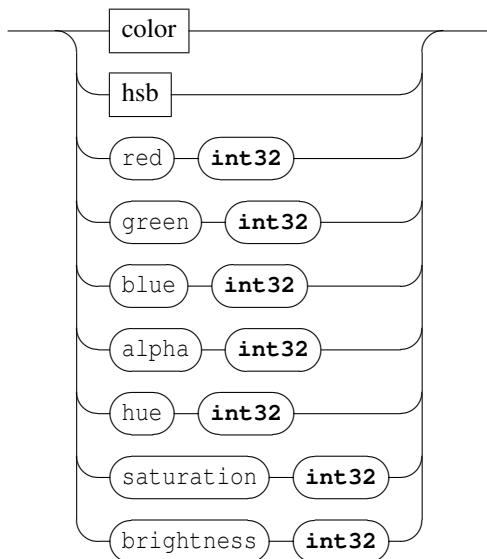 color
hsb
red int32
green int32
blue int32
alpha int32
hue int32
saturation int32
brightness int32